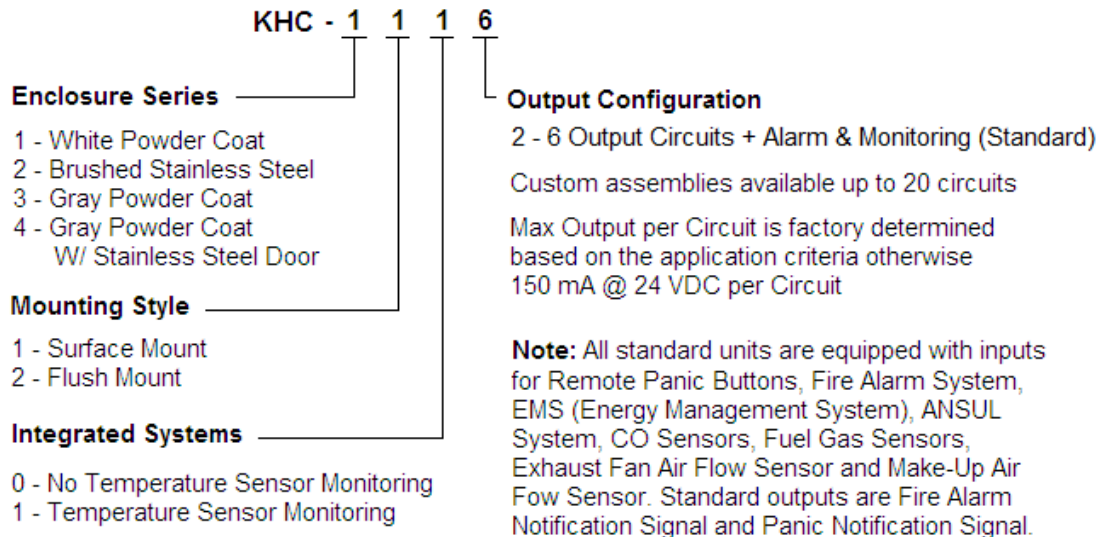 KHC - 1 1 1 6
Enclosure Series
1 - White Powder Coat
2 - Brushed Stainless Steel
3 - Gray Powder Coat
4 - Gray Powder Coat
W/ Stainless Steel Door
Mounting Style
1 - Surface Mount
2 - Flush Mount
Integrated Systems
0 - No Temperature Sensor Monitoring
1 - Temperature Sensor Monitoring
Output Configuration
2 - 6 Output Circuits + Alarm & Monitoring (Standard)
Custom assemblies available up to 20 circuits
Max Output per Circuit is factory determined
based on the application criteria otherwise
150 mA @ 24 VDC per Circuit
Note: All standard units are equipped with inputs
for Remote Panic Buttons, Fire Alarm System,
EMS (Energy Management System), ANSUL
System, CO Sensors, Fuel Gas Sensors,
Exhaust Fan Air Flow Sensor and Make-Up Air
Fow Sensor. Standard outputs are Fire Alarm
Notification Signal and Panic Notification Signal.